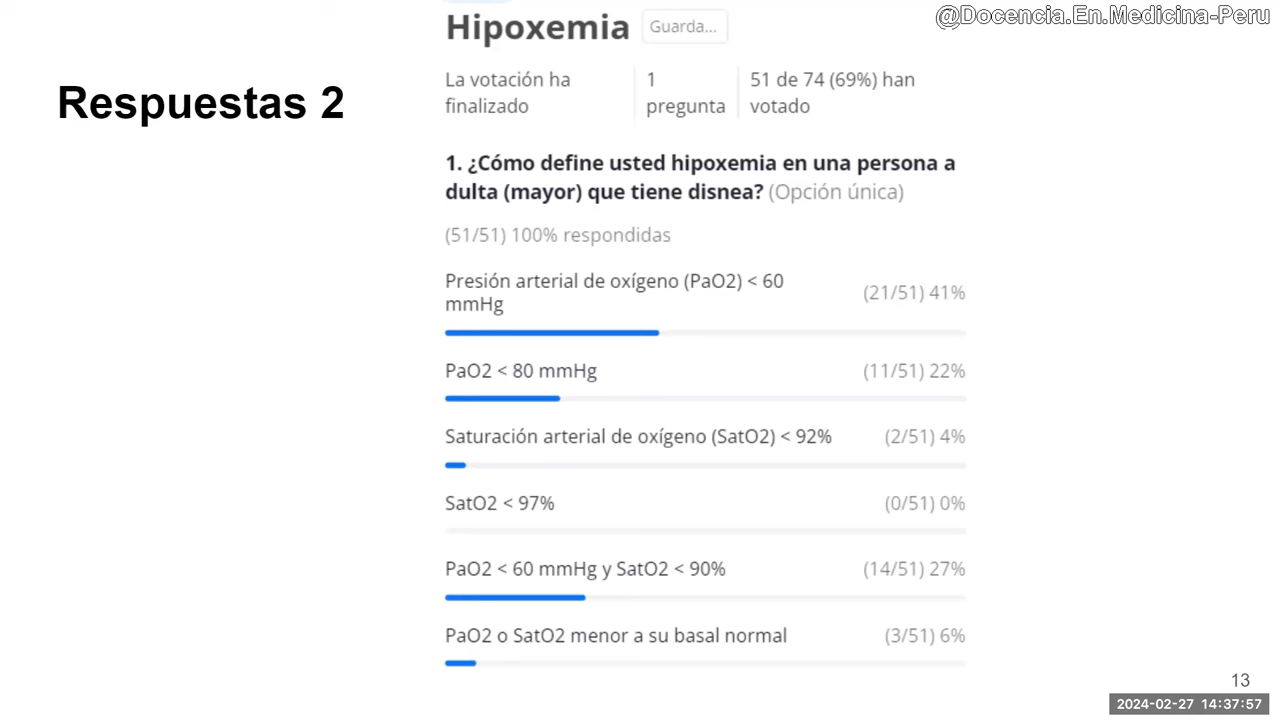 @Docencia.En.Medicina-Peru
Respuestas 2
Hipoxemia Guarda...
La votación ha finalizado
1 pregunta
51 de 74 (69%) han votado
1. ¿Cómo define usted hipoxemia en una persona a
dulta (mayor) que tiene disnea? (Opción única)
(51/51) 100% respondidas
Presión arterial de oxígeno (PaO2) < 60
mmHg
(21/51) 41%
PaO2 < 80 mmHg (11/51) 22%
Saturación arterial de oxígeno (SatO2) < 92% (2/51) 4%
SatO2 < 97% (0/51) 0%
PaO2 < 60 mmHg y SatO2 < 90% (14/51) 27%
PaO2 o SatO2 menor a su basal normal (3/51) 6%
13
2024-02-27 14:37:57